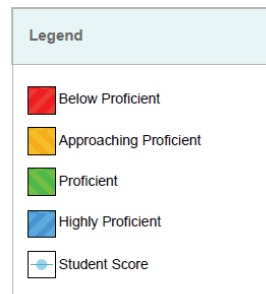 Legend
Below Proficient
Approaching Proficient
Proficient
Highly Proficient
Student Score